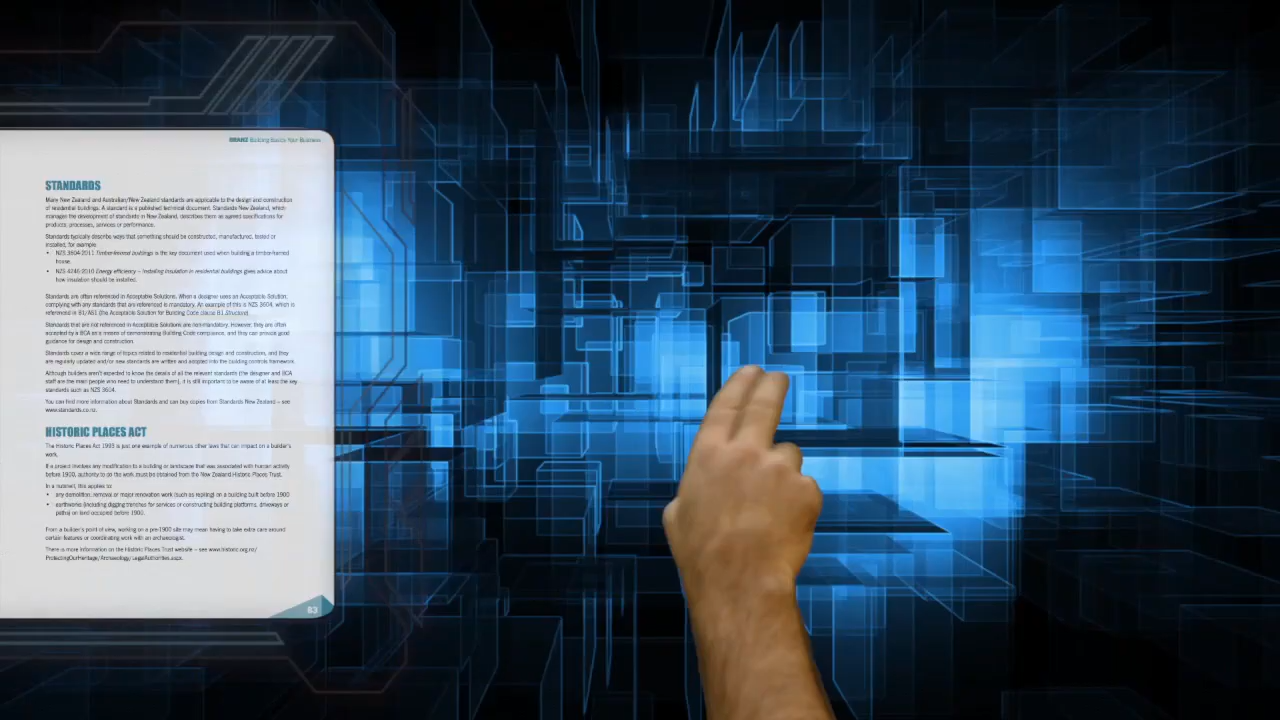 BRANZ Building Basics Your Business
STANDARDS
Many New Zealand and Australian/New Zealand standards are applicable to the design and construction
of residential buildings. A standard is a published technical document. Standards New Zealand, which
manages the development of standards in New Zealand, describes them as agreed specifications for
products, processes, services or performance.
Standards typically describe ways that something should be constructed, manufactured, tested or
installed, for example:
• NZS 3604:2011 Timber-framed buildings is the key document used when building a timber-framed
house.
• NZS 4246:2010 Energy efficiency – Installing insulation in residential buildings gives advice about
how insulation should be installed.
Standards are often referenced in Acceptable Solutions. When a designer uses an Acceptable Solution,
complying with any standards that are referenced is mandatory. An example of this is NZS 3604, which is
referenced in B1/AS1 (the Acceptable Solution for Building Code clause B1 Structure).
Standards that are not referenced in Acceptable Solutions are non-mandatory. However, they are often
accepted by a BCA as a means of demonstrating Building Code compliance, and they can provide good
guidance for design and construction.
Standards cover a wide range of topics related to residential building design and construction, and they
are regularly updated and/or new standards are written and adopted into the building controls framework.
Although builders aren't expected to know the details of all the relevant standards (the designer and BCA
staff are the main people who need to understand them), it is still important to be aware of at least the key
standards such as NZS 3604.
You can find more information about Standards and can buy copies from Standards New Zealand – see
www.standards.co.nz.
HISTORIC PLACES ACT
The Historic Places Act 1993 is just one example of numerous other laws that can impact on a builder's
work.
If a project involves any modification to a building or landscape that was associated with human activity
before 1900, authority to do the work must be obtained from the New Zealand Historic Places Trust.
In a nutshell, this applies to:
• any demolition, removal or major renovation work (such as repiling) on a building built before 1900
• earthworks (including digging trenches for services or constructing building platforms, driveways or
paths) on land occupied before 1900.
From a builder's point of view, working on a pre-1900 site may mean having to take extra care around
certain features or coordinating work with an archaeologist.
There is more information on the Historic Places Trust website – see www.historic.org.nz/
ProtectingOurHeritage/Archaeology/LegalAuthorities.aspx.
83